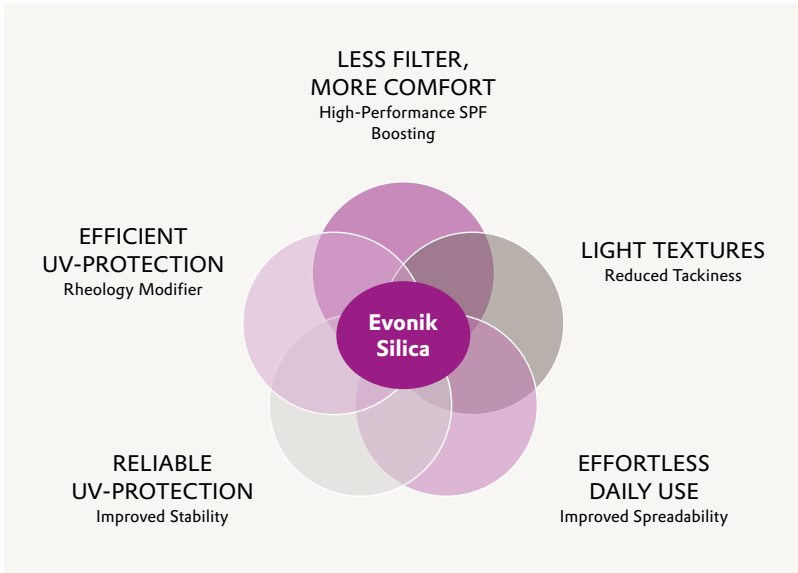 LESS FILTER,
MORE COMFORT
High-Performance SPF
Boosting
EFFICIENT
UV-PROTECTION
Rheology Modifier
LIGHT TEXTURES
Reduced Tackiness
Evonik
Silica
RELIABLE
UV-PROTECTION
Improved Stability
EFFORTLESS
DAILY USE
Improved Spreadability